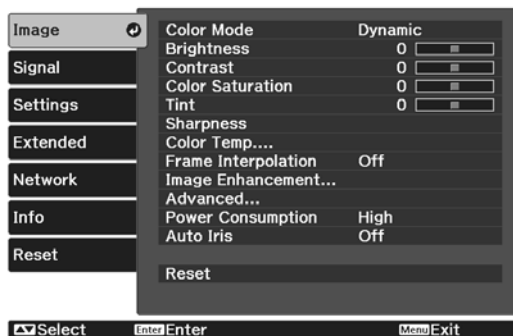 Image
Signal
Settings
Extended
Network
Info
Reset
Color Mode Dynamic
Brightness 0
Contrast 0
Color Saturation 0
Tint 0
Sharpness
Color Temp....
Frame Interpolation Off
Image Enhancement...
Advanced...
Power Consumption High
Auto Iris Off
Reset
Select Enter Enter Menu Exit